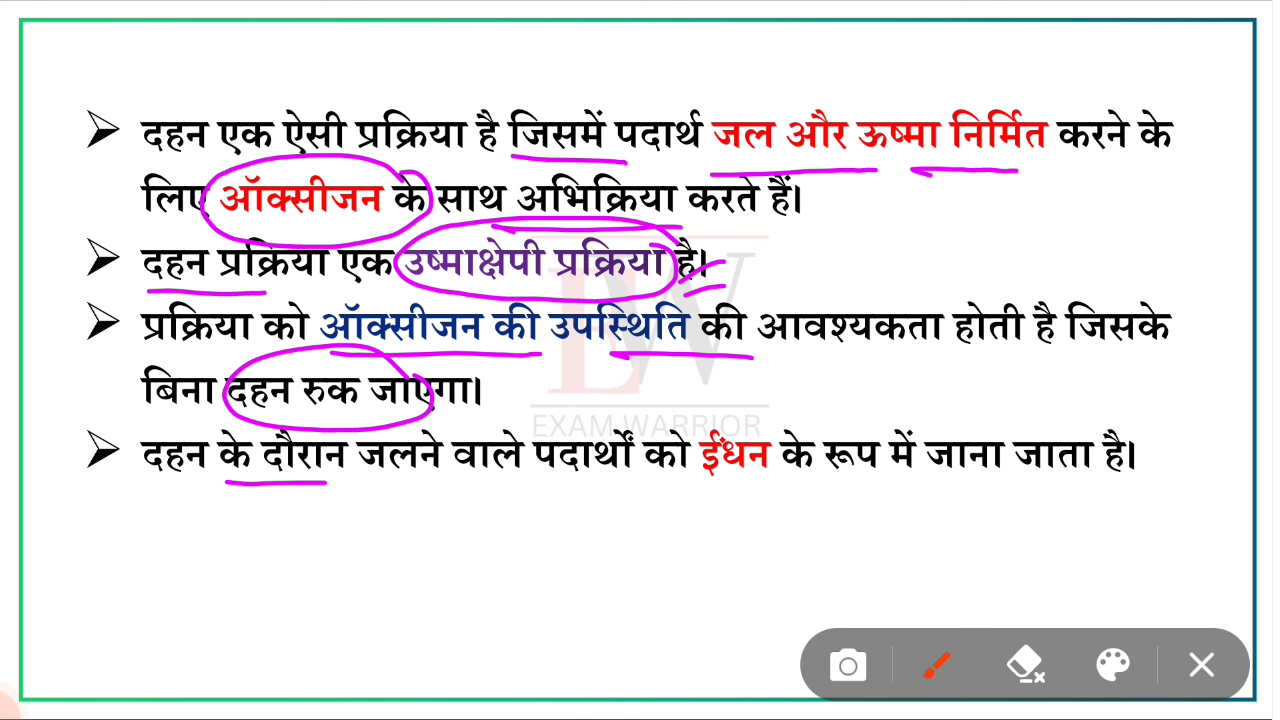 दहन एक ऐसी प्रक्रिया है जिसमें पदार्थ जल और ऊष्मा निर्मित करने के
लिए ऑक्सीजन के साथ अभिक्रिया करते हैं।
दहन प्रक्रिया एक उष्माक्षेपी प्रक्रिया है।
प्रक्रिया को ऑक्सीजन की उपस्थिति की आवश्यकता होती है जिसके
बिना दहन रुक जाएगा।
EXAM WARRIOR
दहन के दौरान जलने वाले पदार्थों को ईंधन के रूप में जाना जाता है।